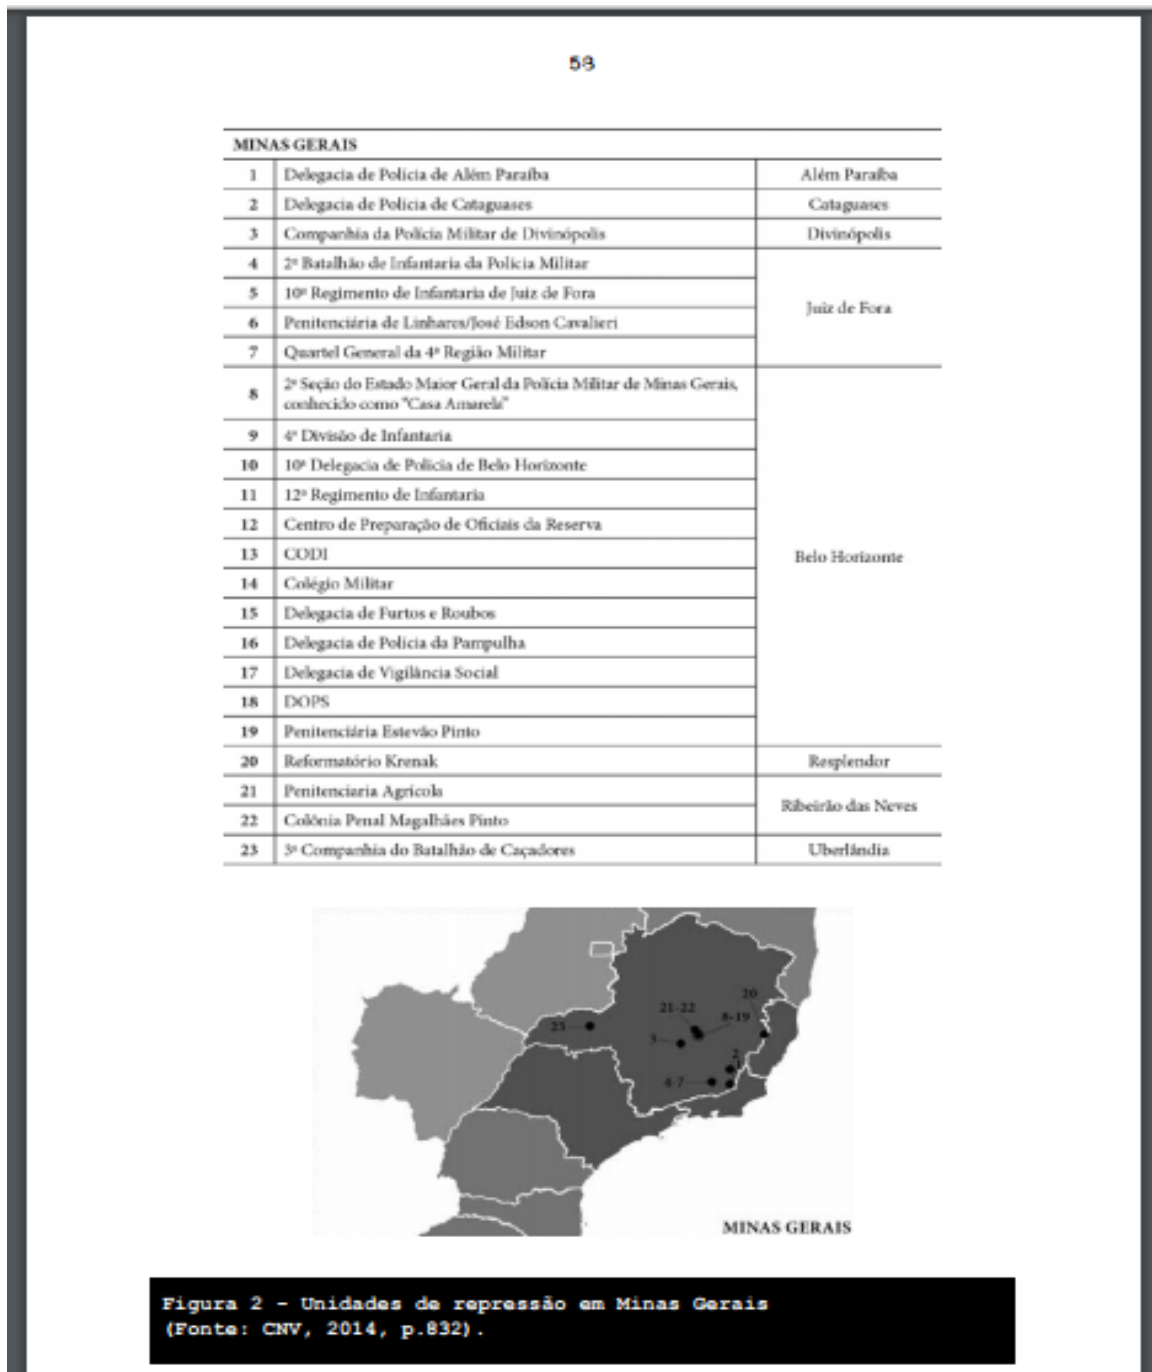 58
MINAS GERAIS
1 Delegacia de Polícia de Além Paraíba Além Paraíba
2 Delegacia de Polícia de Cataguases Cataguases
3 Companhia da Polícia Militar de Divinópolis Divinópolis
4 2º Batalhão de Infantaria da Polícia Militar
5 10º Regimento de Infantaria de Juiz de Fora
Juiz de Fora
6 Penitenciária de Linhares/José Edson Cavalieri
7 Quartel General da 4ª Região Militar
8 2ª Seção do Estado Maior Geral da Polícia Militar de Minas Gerais,
conhecido como "Casa Amarela"
9 4ª Divisão de Infantaria
10 10ª Delegacia de Polícia de Belo Horizonte
11 12º Regimento de Infantaria
12 Centro de Preparação de Oficiais da Reserva
13 CODI Belo Horizonte
14 Colégio Militar
15 Delegacia de Furtos e Roubos
16 Delegacia de Polícia da Pampulha
17 Delegacia de Vigilância Social
18 DOPS
19 Penitenciária Estevão Pinto
20 Reformatório Krenak Resplendor
21 Penitenciaria Agrícola
Ribeirão das Neves
22 Colônia Penal Magalhães Pinto
23 3ª Companhia do Batalhão de Caçadores Uberlândia
20
21-22
8-19
23
3
2
1
4-7
MINAS GERAIS
Figura 2 - Unidades de repressão em Minas Gerais
(Fonte: CNV, 2014, p.832).